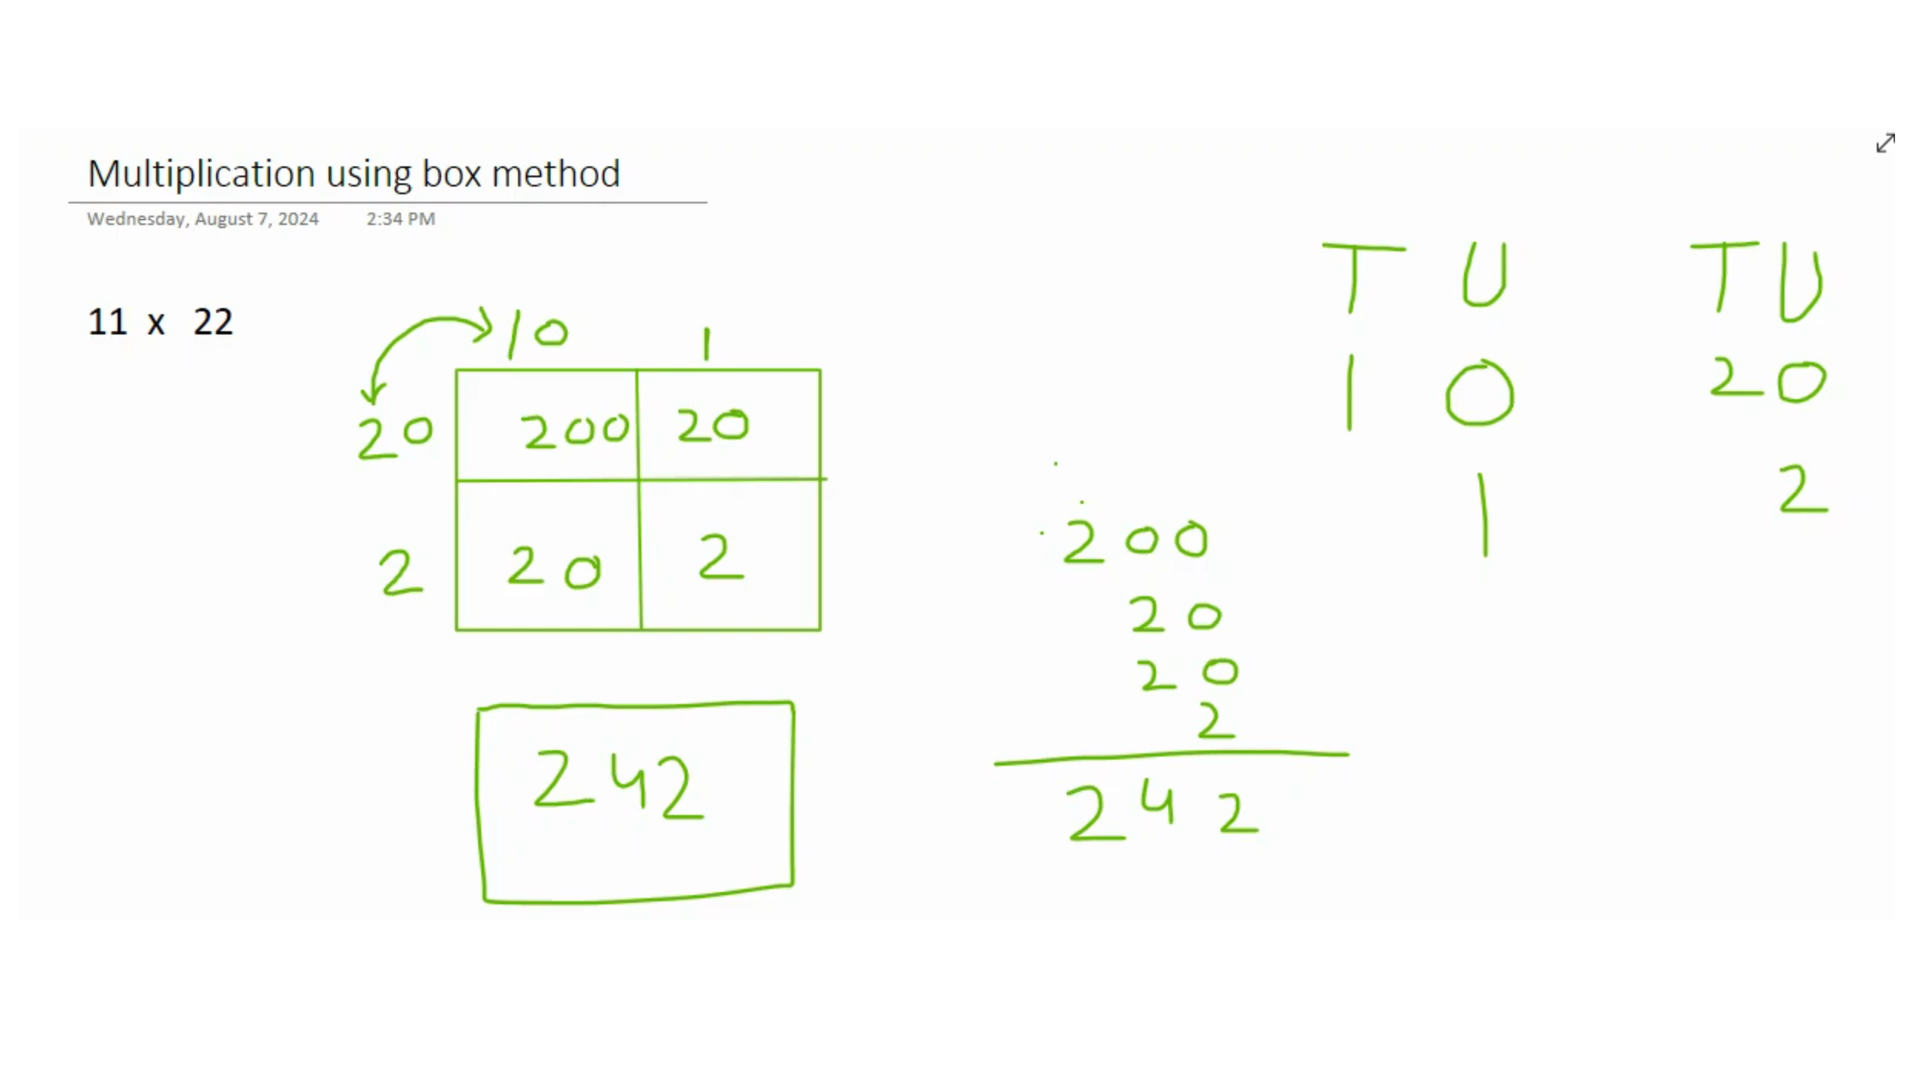 Multiplication using box method
Wednesday, August 7, 2024 2:34 PM
11 x 22
10 1
20 200 20
2 20 2
242
200
20
20
2
242
T U T U
1 0 20
1 2